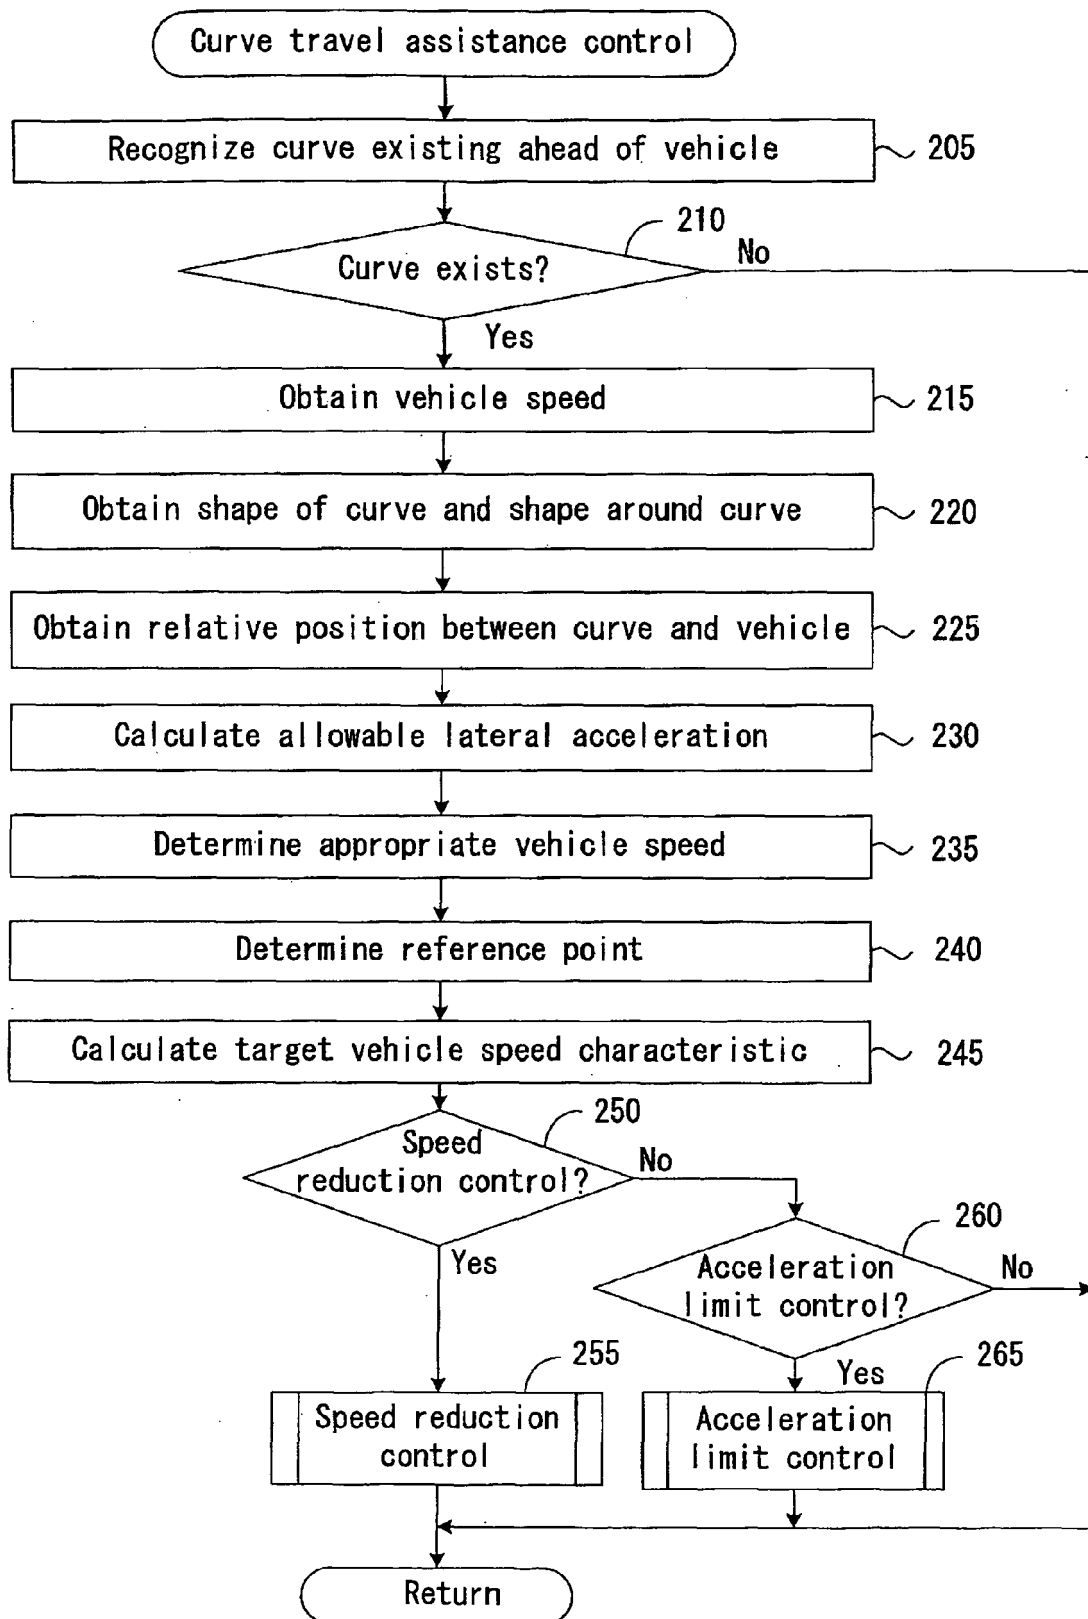 Curve travel assistance control
Recognize curve existing ahead of vehicle
205
210
Curve exists?
No
Yes
Obtain vehicle speed
215
Obtain shape of curve and shape around curve
220
Obtain relative position between curve and vehicle
225
Calculate allowable lateral acceleration
230
Determine appropriate vehicle speed
235
Determine reference point
240
Calculate target vehicle speed characteristic
245
250
Speed
reduction control?
No
Yes
260
Acceleration
limit control?
No
Yes
255
Speed reduction
control
265
Acceleration
limit control
Return